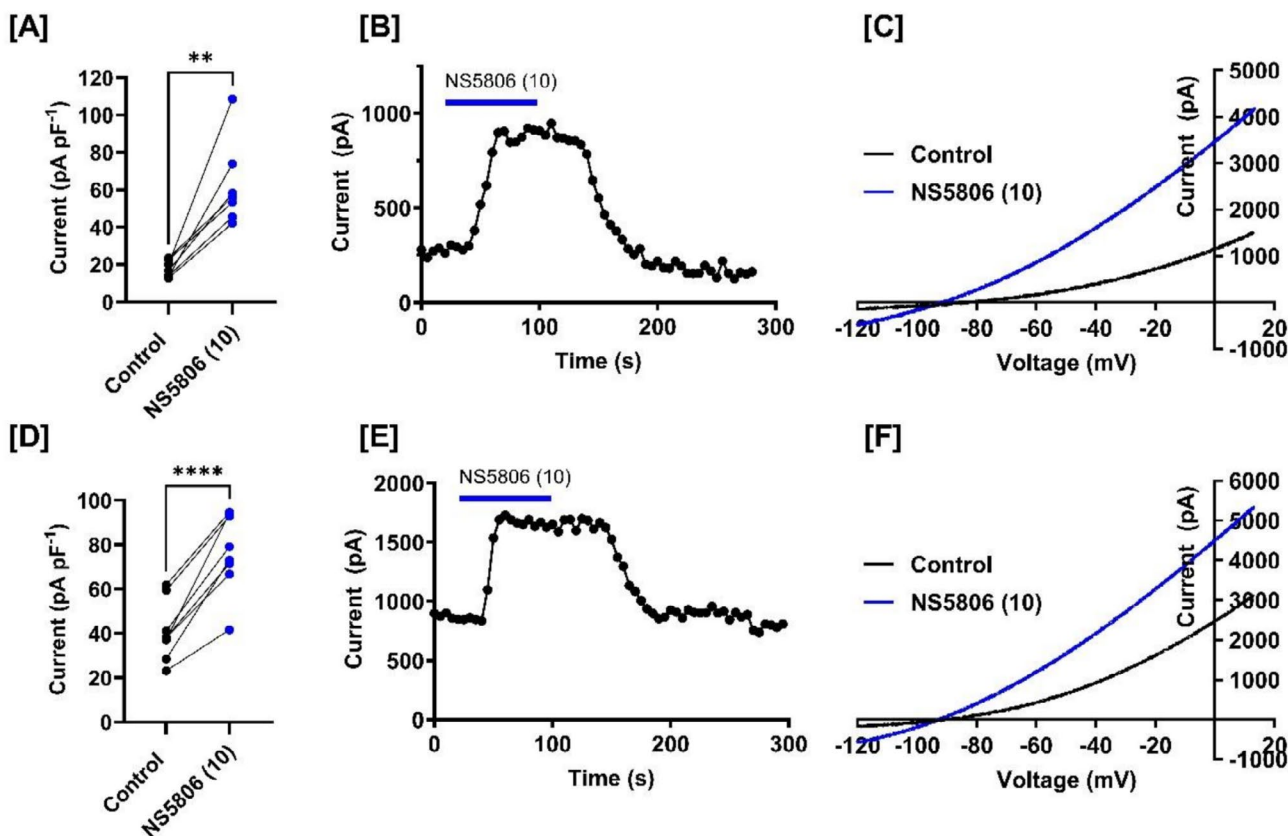 [A]
**
120
100
80
60
40
20
0
Current (pA pF⁻¹)
Control
NS5806 (10)
[B]
NS5806 (10)
1000
500
0
Current (pA)
0
100
200
300
Time (s)
[C]
Control
NS5806 (10)
5000
4000
3000
2000
1000
-1000
Current (pA)
-120
-100
-80
-60
-40
-20
20
Voltage (mV)
[D]
****
100
80
60
40
20
0
Current (pA pF⁻¹)
Control
NS5806 (10)
[E]
NS5806 (10)
2000
1500
1000
500
0
Current (pA)
0
100
200
300
Time (s)
[F]
Control
NS5806 (10)
6000
5000
4000
3000
2000
1000
-1000
Current (pA)
-120
-100
-80
-60
-40
-20
20
Voltage (mV)